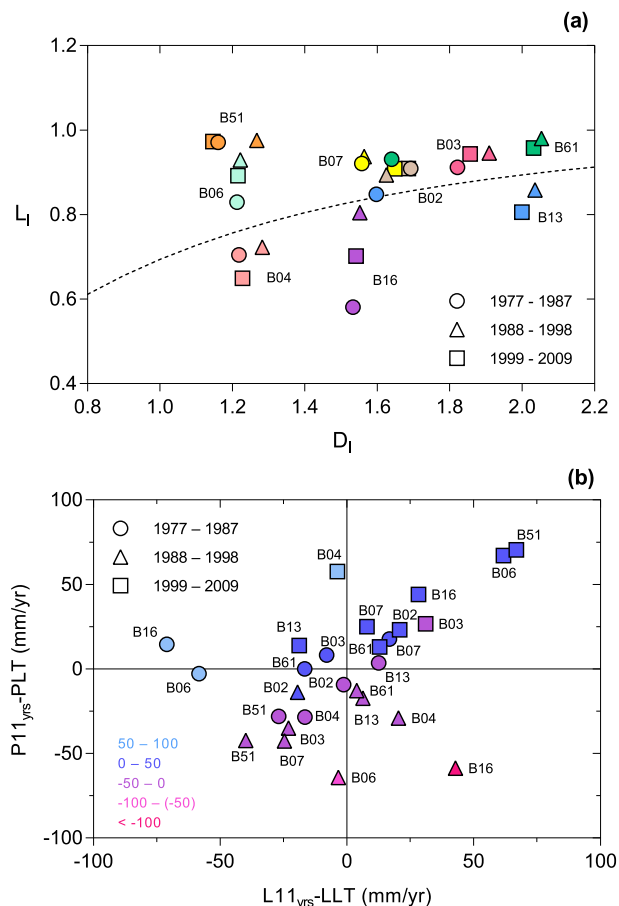 (a)
1.2
1.0
0.8
0.6
0.4
L_I
B51
B06
B04
B07
B16
B02
B03
B61
B13
1977 - 1987
1988 - 1998
1999 - 2009
0.8 1.0 1.2 1.4 1.6 1.8 2.0 2.2
D_I
(b)
100
50
0
-50
-100
P11yrs-PLT (mm/yr)
1977 – 1987
1988 – 1998
1999 – 2009
B04
B51
B06
B16
B16
B13
B03
B07
B02
B03
B61
B07
B61
B06
B02
B02
B13
B61
B51
B04
B13
B04
B51
B07
B03
B06
B16
50 – 100
0 – 50
-50 – 0
-100 – (-50)
< -100
-100 -50 0 50 100
L11yrs-LLT (mm/yr)